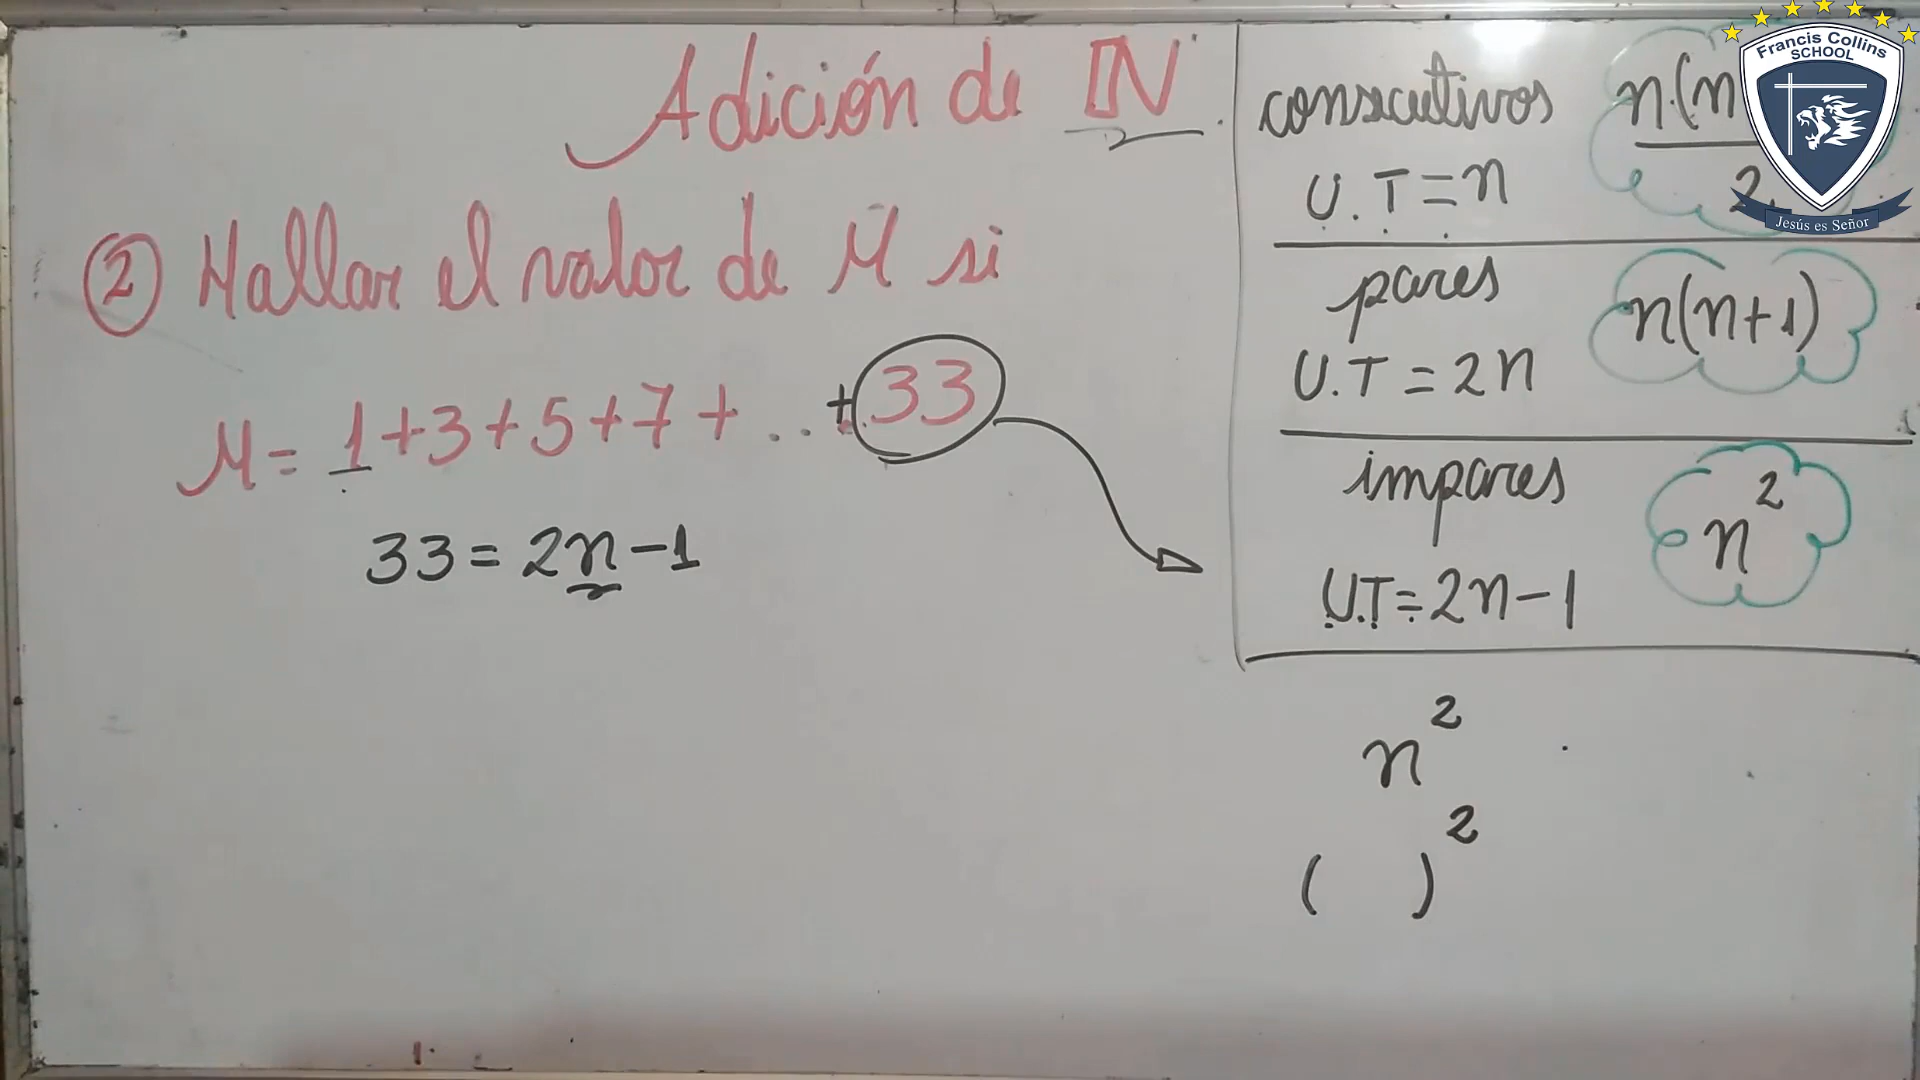 Adición de IN.
② Hallar el valor de M si
M = 1+3+5+7+...+33
33 = 2n-1
consecutivos
n.(n
2
U.T = n
pares
n(n+1)
U.T = 2n
impares
n²
U.T = 2n-1
n²
( )²
Francis Collins
SCHOOL
Jesús es Señor